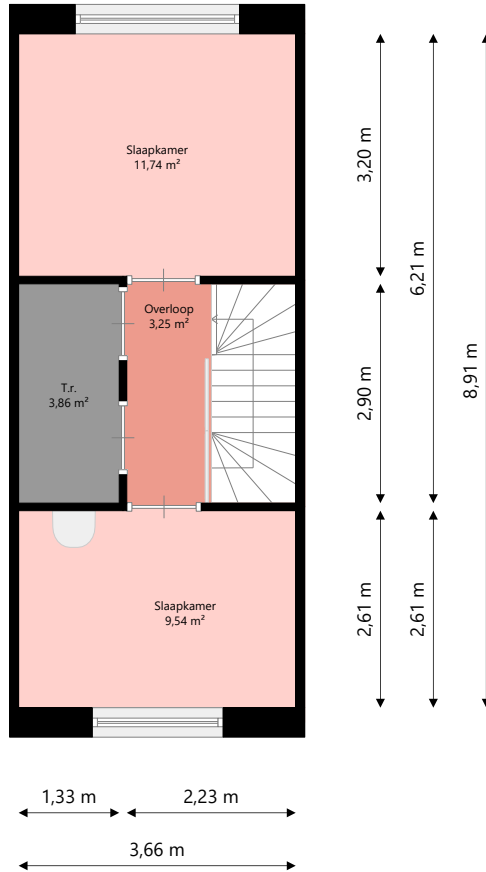 Slaapkamer
11,74 m²
3,20 m
6,21 m
Overloop
3,25 m²
8,91 m
T.r.
3,86 m²
2,90 m
Slaapkamer
9,54 m²
2,61 m
2,61 m
1,33 m
2,23 m
3,66 m